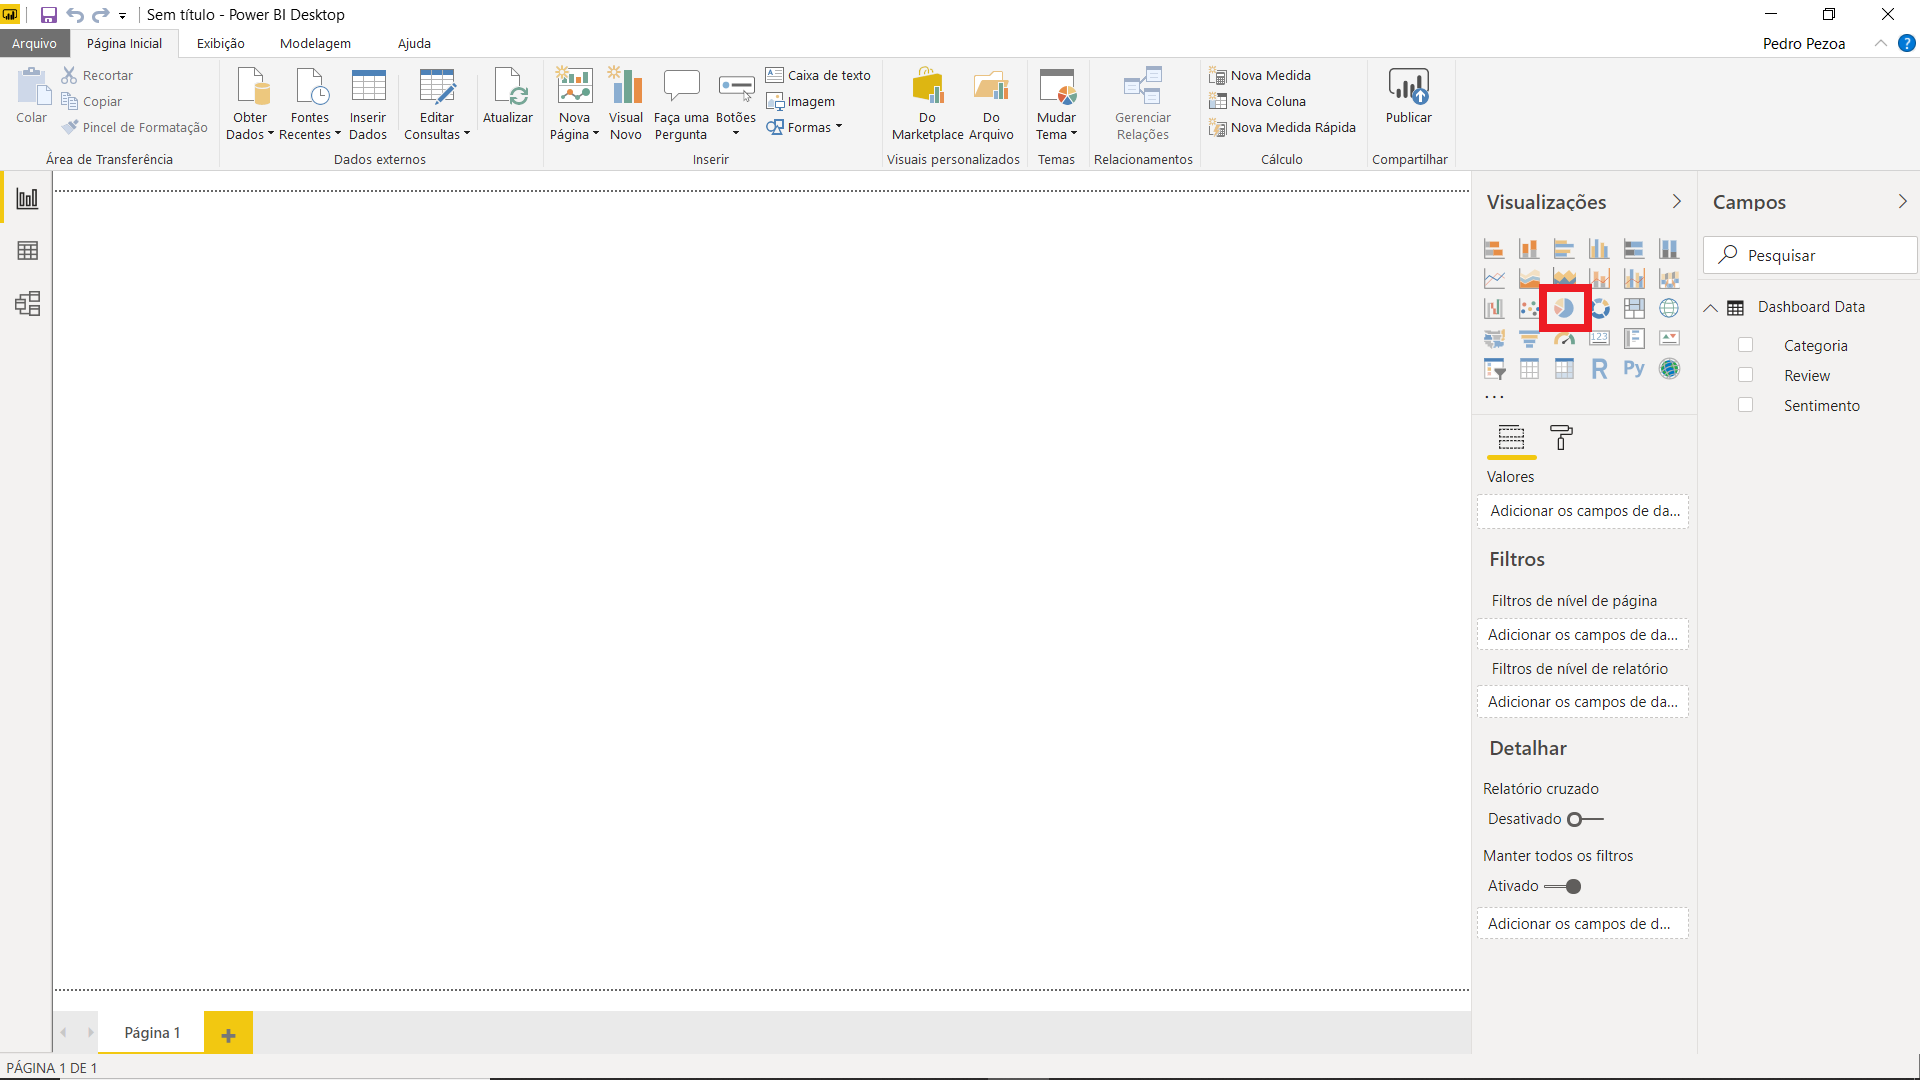 Sem título - Power BI Desktop
Arquivo
Página Inicial
Exibição
Modelagem
Ajuda
Pedro Pezoa
?
Colar
Recortar
Copiar
Pincel de Formatação
Área de Transferência
Obter Dados
Fontes Recentes
Inserir Dados
Editar Consultas
Atualizar
Dados externos
Nova Página
Visual Novo
Faça uma Pergunta
Botões
Caixa de texto
Imagem
Formas
Inserir
Do Marketplace
Do Arquivo
Visuais personalizados
Mudar Tema
Temas
Gerenciar Relações
Relacionamentos
Nova Medida
Nova Coluna
Nova Medida Rápida
Cálculo
Publicar
Compartilhar
Visualizações
123
R
Py
...
Valores
Adicionar os campos de da...
Filtros
Filtros de nível de página
Adicionar os campos de da...
Filtros de nível de relatório
Adicionar os campos de da...
Detalhar
Relatório cruzado
Desativado
Manter todos os filtros
Ativado
Adicionar os campos de d...
Campos
Pesquisar
Dashboard Data
Categoria
Review
Sentimento
Página 1
+
PÁGINA 1 DE 1